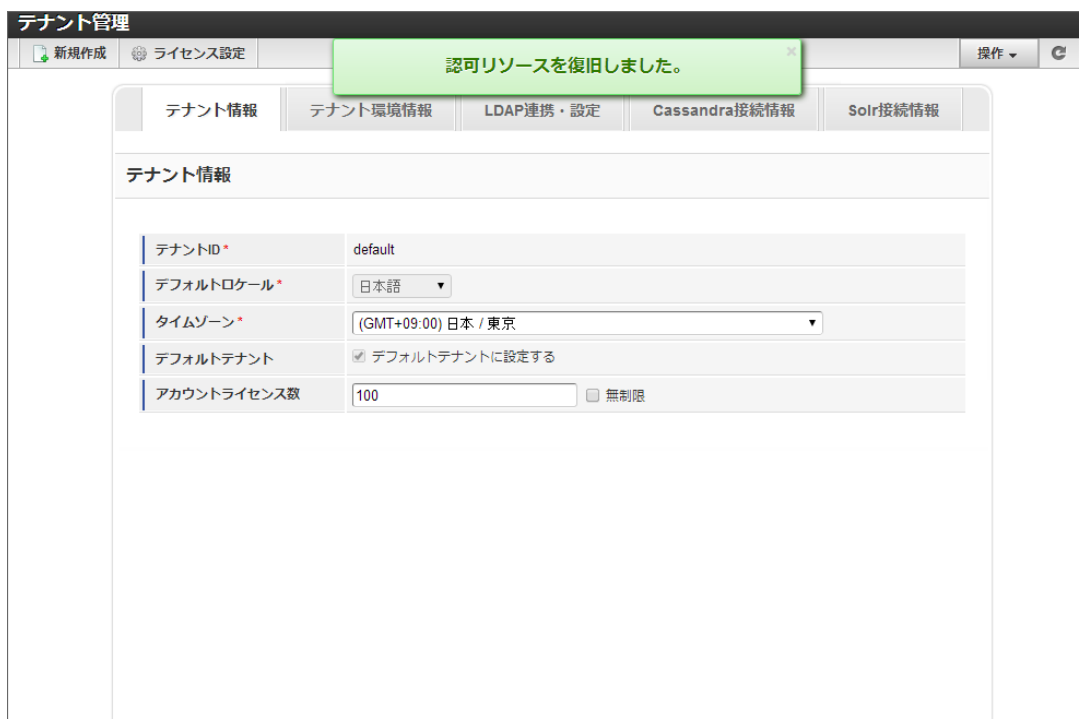 テナント管理
新規作成 ライセンス設定 操作
認可リソースを復旧しました。
テナント情報 テナント環境情報 LDAP連携・設定 Cassandra接続情報 Solr接続情報
テナント情報
テナントID* default
デフォルトロケール* 日本語
タイムゾーン* (GMT+09:00) 日本 / 東京
デフォルトテナント デフォルトテナントに設定する
アカウントライセンス数 100 無制限